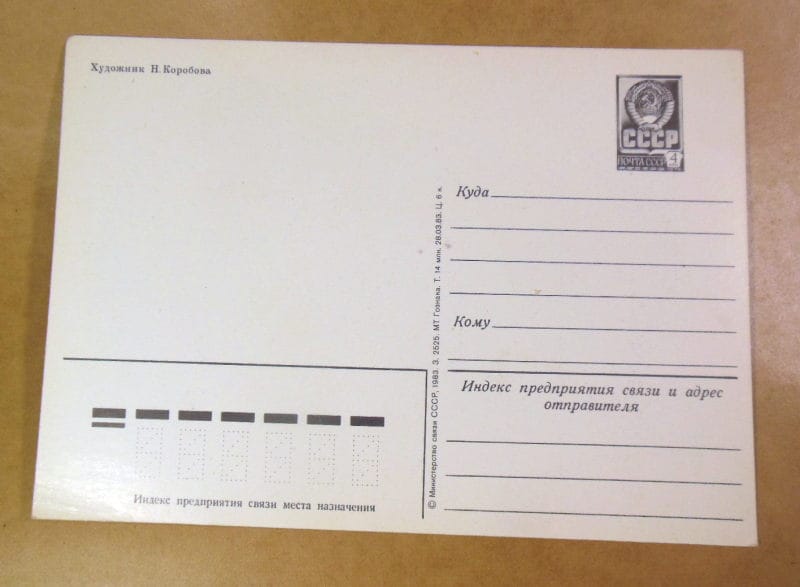 Художник Н. Коробова
СССР
ПОЧТА СССР 4
Куда
Кому
Индекс предприятия связи и адрес
отправителя
© Министерство связи СССР, 1983. З. 2525. МТ Гознака. Т. 14 млн. 28.03.83. Ц. 6 к.
Индекс предприятия связи места назначения